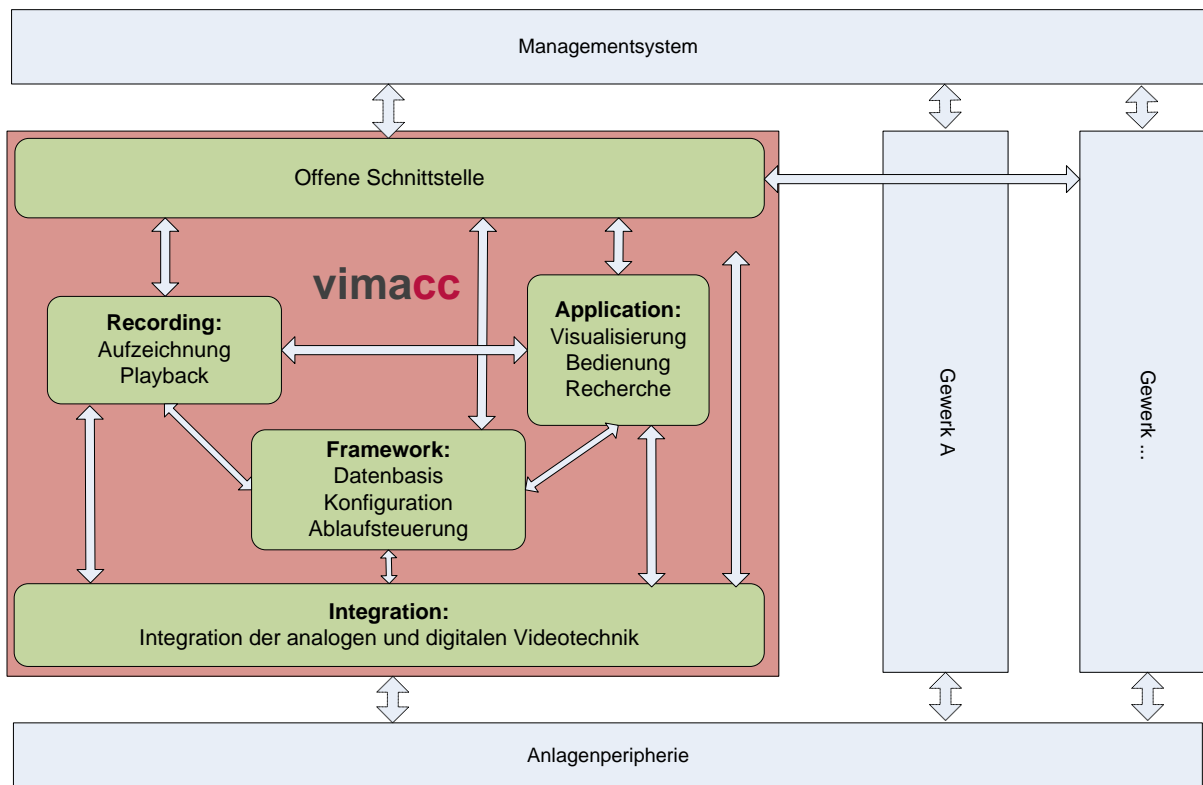 Managementsystem
Offene Schnittstelle
vimacc
Recording:
Aufzeichnung
Playback
Application:
Visualisierung
Bedienung
Recherche
Framework:
Datenbasis
Konfiguration
Ablaufsteuerung
Integration:
Integration der analogen und digitalen Videotechnik
Gewerk A
Gewerk ...
Anlagenperipherie